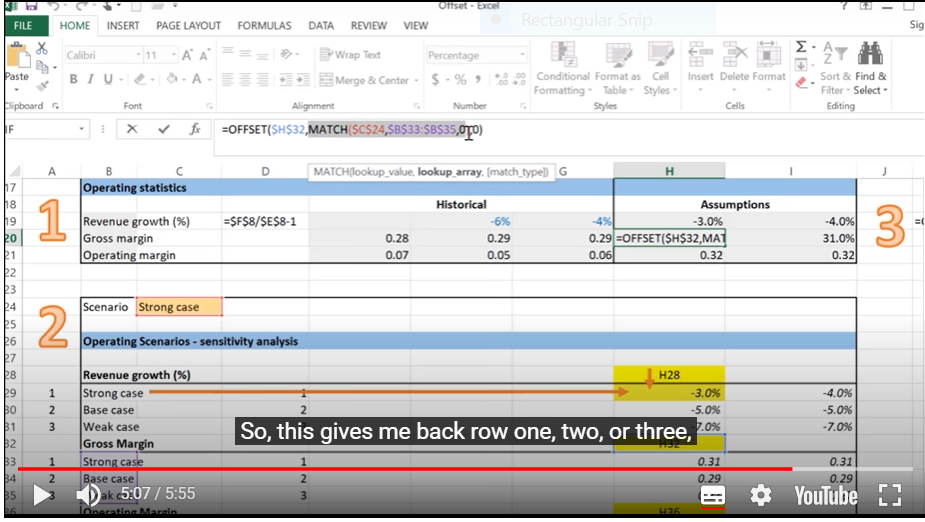 Offset - Excel
Rectangular Snip
FILE HOME INSERT PAGE LAYOUT FORMULAS DATA REVIEW VIEW Sig
Paste
Calibri 11 A A
Wrap Text
Percentage
B I U A
Merge & Center
$ % ,
Conditional Formatting
Format as Table
Cell Styles
Insert Delete Format
Sort & Filter
Find & Select
Clipboard Font Alignment Number Styles Cells Editing
IF fx =OFFSET($H$32,MATCH($C$24,$B$33:$B$35,0),0)
MATCH(lookup_value, lookup_array, [match_type])
A B C D G H I J
17 Operating statistics
18 Historical Assumptions
19 Revenue growth (%) =$F$8/$E$8-1 -6% -4% -3.0% -4.0%
20 Gross margin 0.28 0.29 0.29 =OFFSET($H$32,MAT 31.0%
21 Operating margin 0.07 0.05 0.06 0.32 0.32
1
3
22
23
24 Scenario Strong case
2
25
26 Operating Scenarios - sensitivity analysis
27
28 Revenue growth (%) H28
29 1 Strong case 1 -3.0% -4.0%
30 2 Base case 2 -5.0% -5.0%
31 3 Weak case -7.0% -7.0%
So, this gives me back row one, two, or three,
32 Gross Margin H32
33 1 Strong case 1 0.31 0.31
34 2 Base case 2 0.29 0.29
35 3 Weak case 3
5:07 / 5:55
YouTube
36 Operating Margin H36